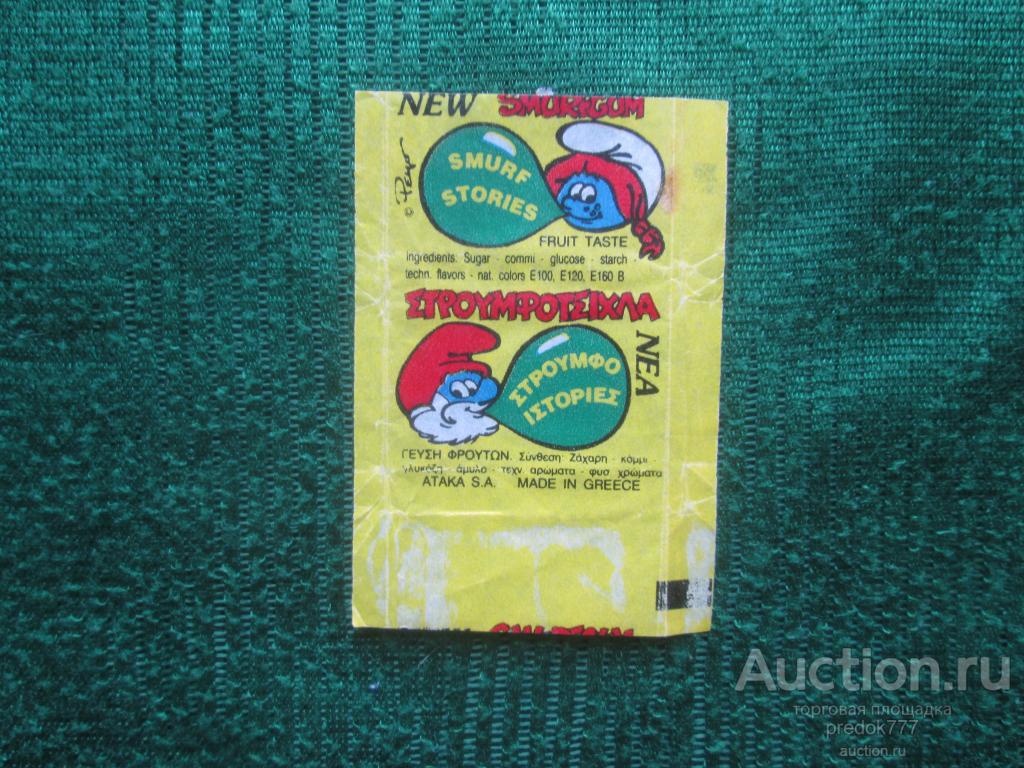 NEW SMURFGUM
SMURF
STORIES
© Peyo
FRUIT TASTE
Ingredients: Sugar - commi - glucose - starch -
techn. flavors - nat. colors E100, E120, E160 B
ΣΤΡΟΥΜΦΟΤΣΙΧΛΑ
ΝΕΑ
ΣΤΡΟΥΜΦΟ
ΙΣΤΟΡΙΕΣ
ΓΕΥΣΗ ΦΡΟΥΤΩΝ. Σύνθεση: Ζάχαρη - κόμμι -
γλυκόζη - άμυλο - τεχν. αρώματα - φυσ. χρώματα
ATAKA S.A. MADE IN GREECE
Auction.ru
торговая площадка
predok777
auction.ru